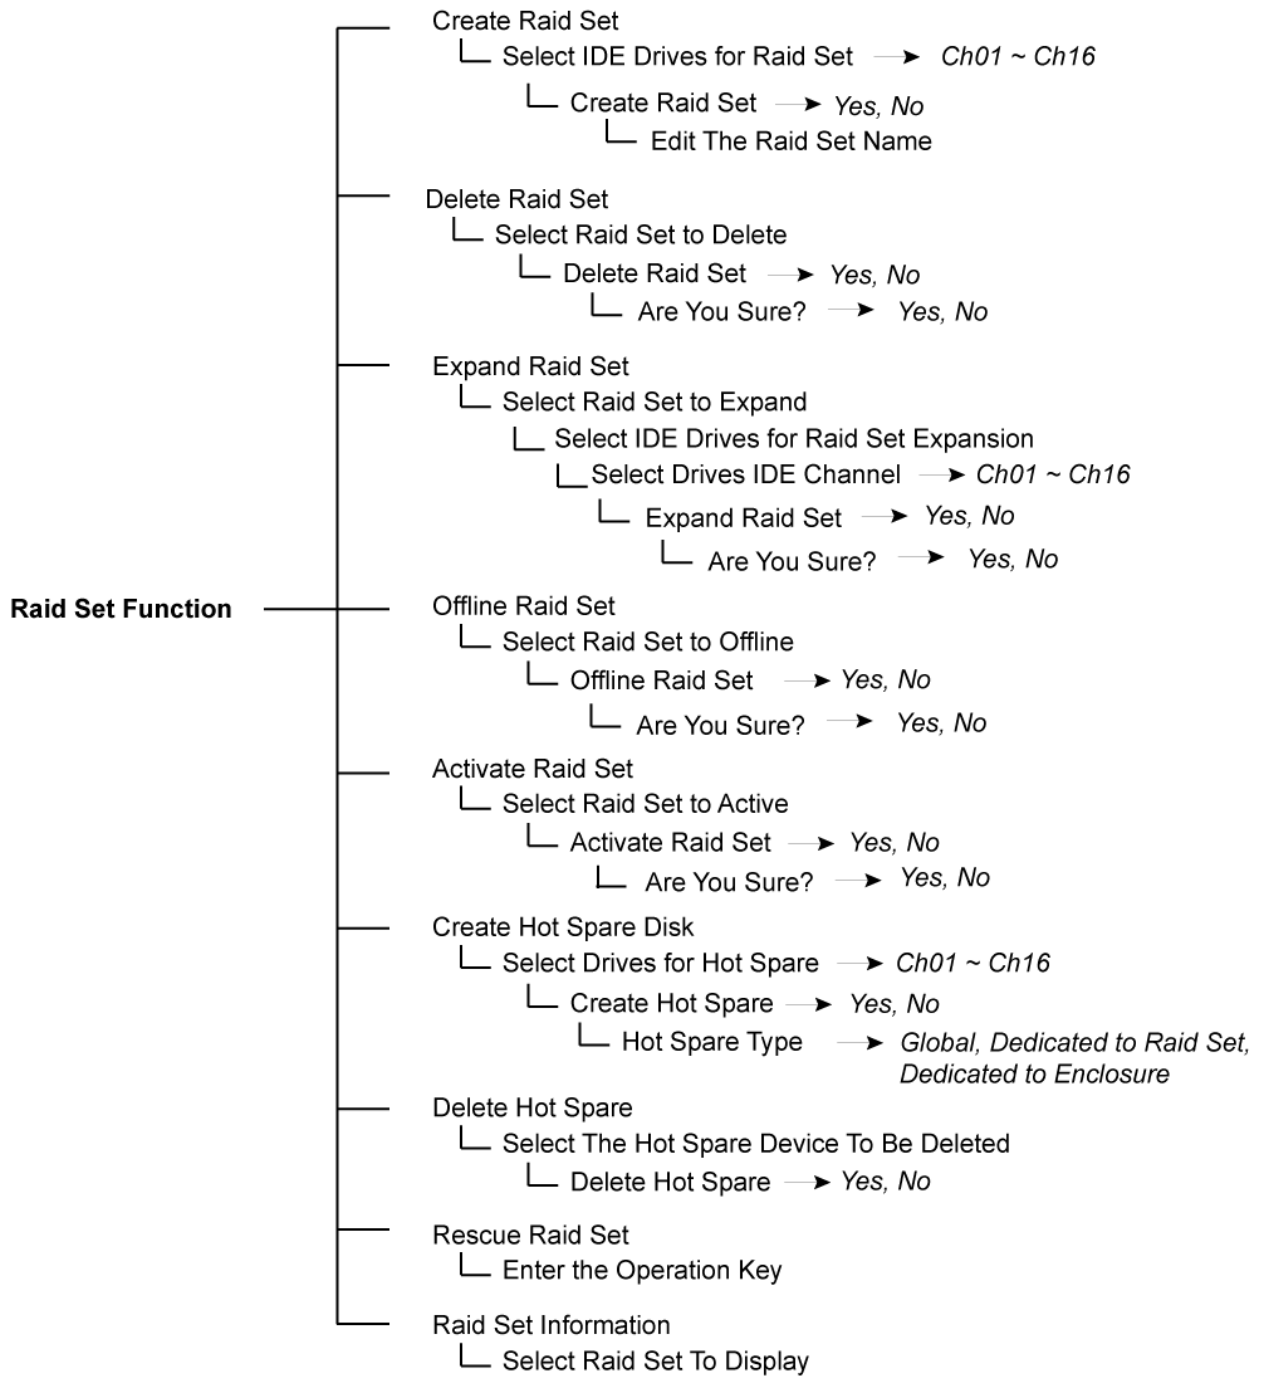 Create Raid Set
Select IDE Drives for Raid Set Ch01 ~ Ch16
Create Raid Set Yes, No
Edit The Raid Set Name
Delete Raid Set
Select Raid Set to Delete
Delete Raid Set Yes, No
Are You Sure? Yes, No
Expand Raid Set
Select Raid Set to Expand
Select IDE Drives for Raid Set Expansion
Select Drives IDE Channel Ch01 ~ Ch16
Expand Raid Set Yes, No
Are You Sure? Yes, No
Raid Set Function
Offline Raid Set
Select Raid Set to Offline
Offline Raid Set Yes, No
Are You Sure? Yes, No
Activate Raid Set
Select Raid Set to Active
Activate Raid Set Yes, No
Are You Sure? Yes, No
Create Hot Spare Disk
Select Drives for Hot Spare Ch01 ~ Ch16
Create Hot Spare Yes, No
Hot Spare Type Global, Dedicated to Raid Set,
Dedicated to Enclosure
Delete Hot Spare
Select The Hot Spare Device To Be Deleted
Delete Hot Spare Yes, No
Rescue Raid Set
Enter the Operation Key
Raid Set Information
Select Raid Set To Display